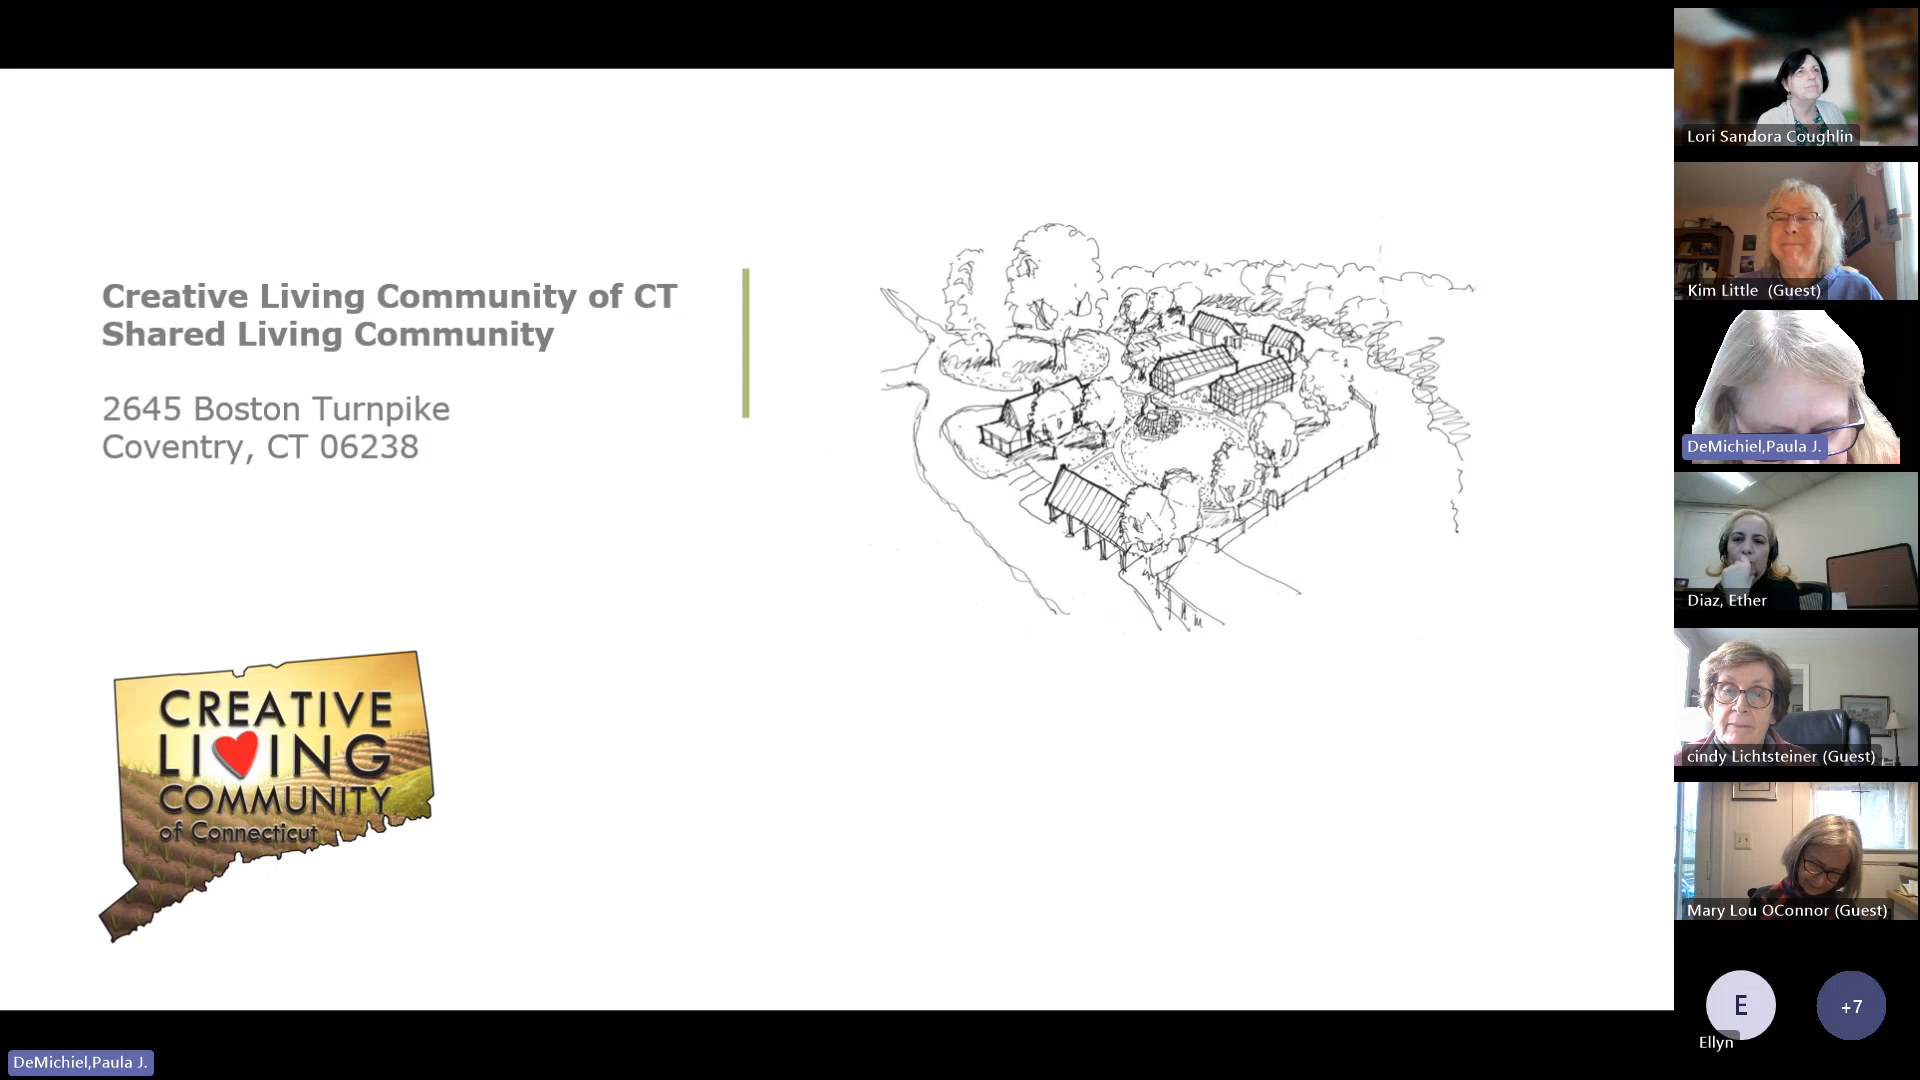 Creative Living Community of CT
Shared Living Community
2645 Boston Turnpike
Coventry, CT 06238
CREATIVE
LIVING
COMMUNITY
of Connecticut
Lori Sandora Coughlin
Kim Little (Guest)
DeMichiel,Paula J.
Diaz, Ether
cindy Lichtsteiner (Guest)
Mary Lou OConnor (Guest)
E
+7
Ellyn
DeMichiel,Paula J.